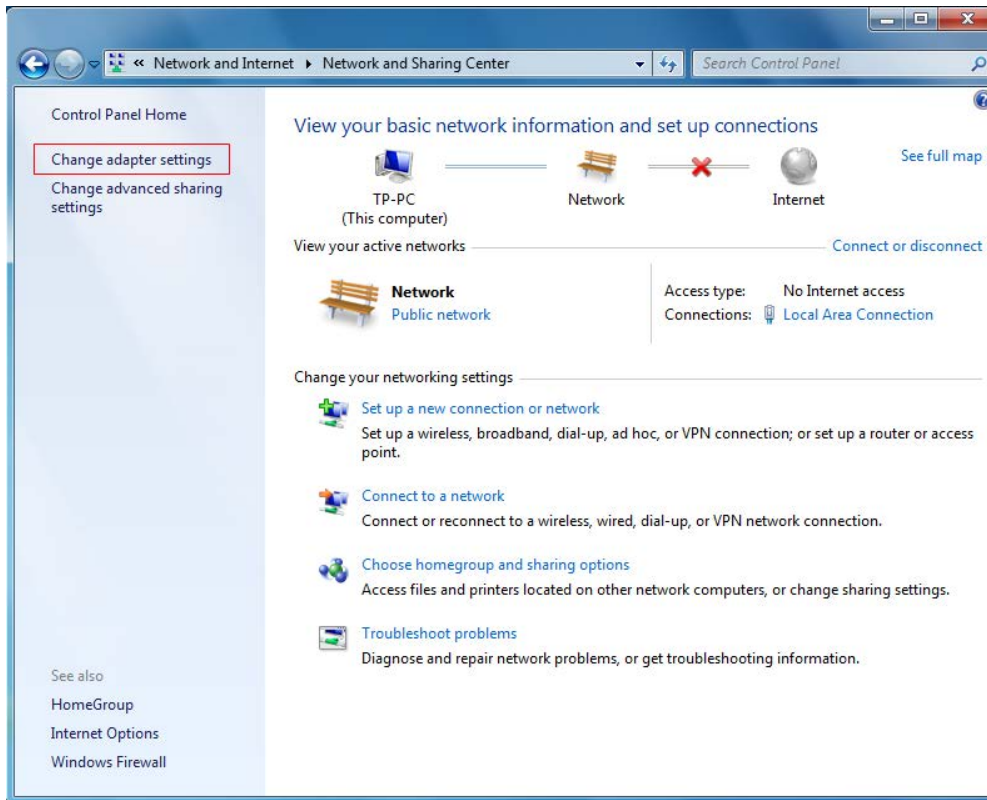 « Network and Internet ▸ Network and Sharing Center
Search Control Panel
Control Panel Home
Change adapter settings
Change advanced sharing
settings
See also
HomeGroup
Internet Options
Windows Firewall
View your basic network information and set up connections
See full map
TP-PC
(This computer)
Network
Internet
View your active networks
Connect or disconnect
Network
Public network
Access type: No Internet access
Connections: Local Area Connection
Change your networking settings
Set up a new connection or network
Set up a wireless, broadband, dial-up, ad hoc, or VPN connection; or set up a router or access
point.
Connect to a network
Connect or reconnect to a wireless, wired, dial-up, or VPN network connection.
Choose homegroup and sharing options
Access files and printers located on other network computers, or change sharing settings.
Troubleshoot problems
Diagnose and repair network problems, or get troubleshooting information.